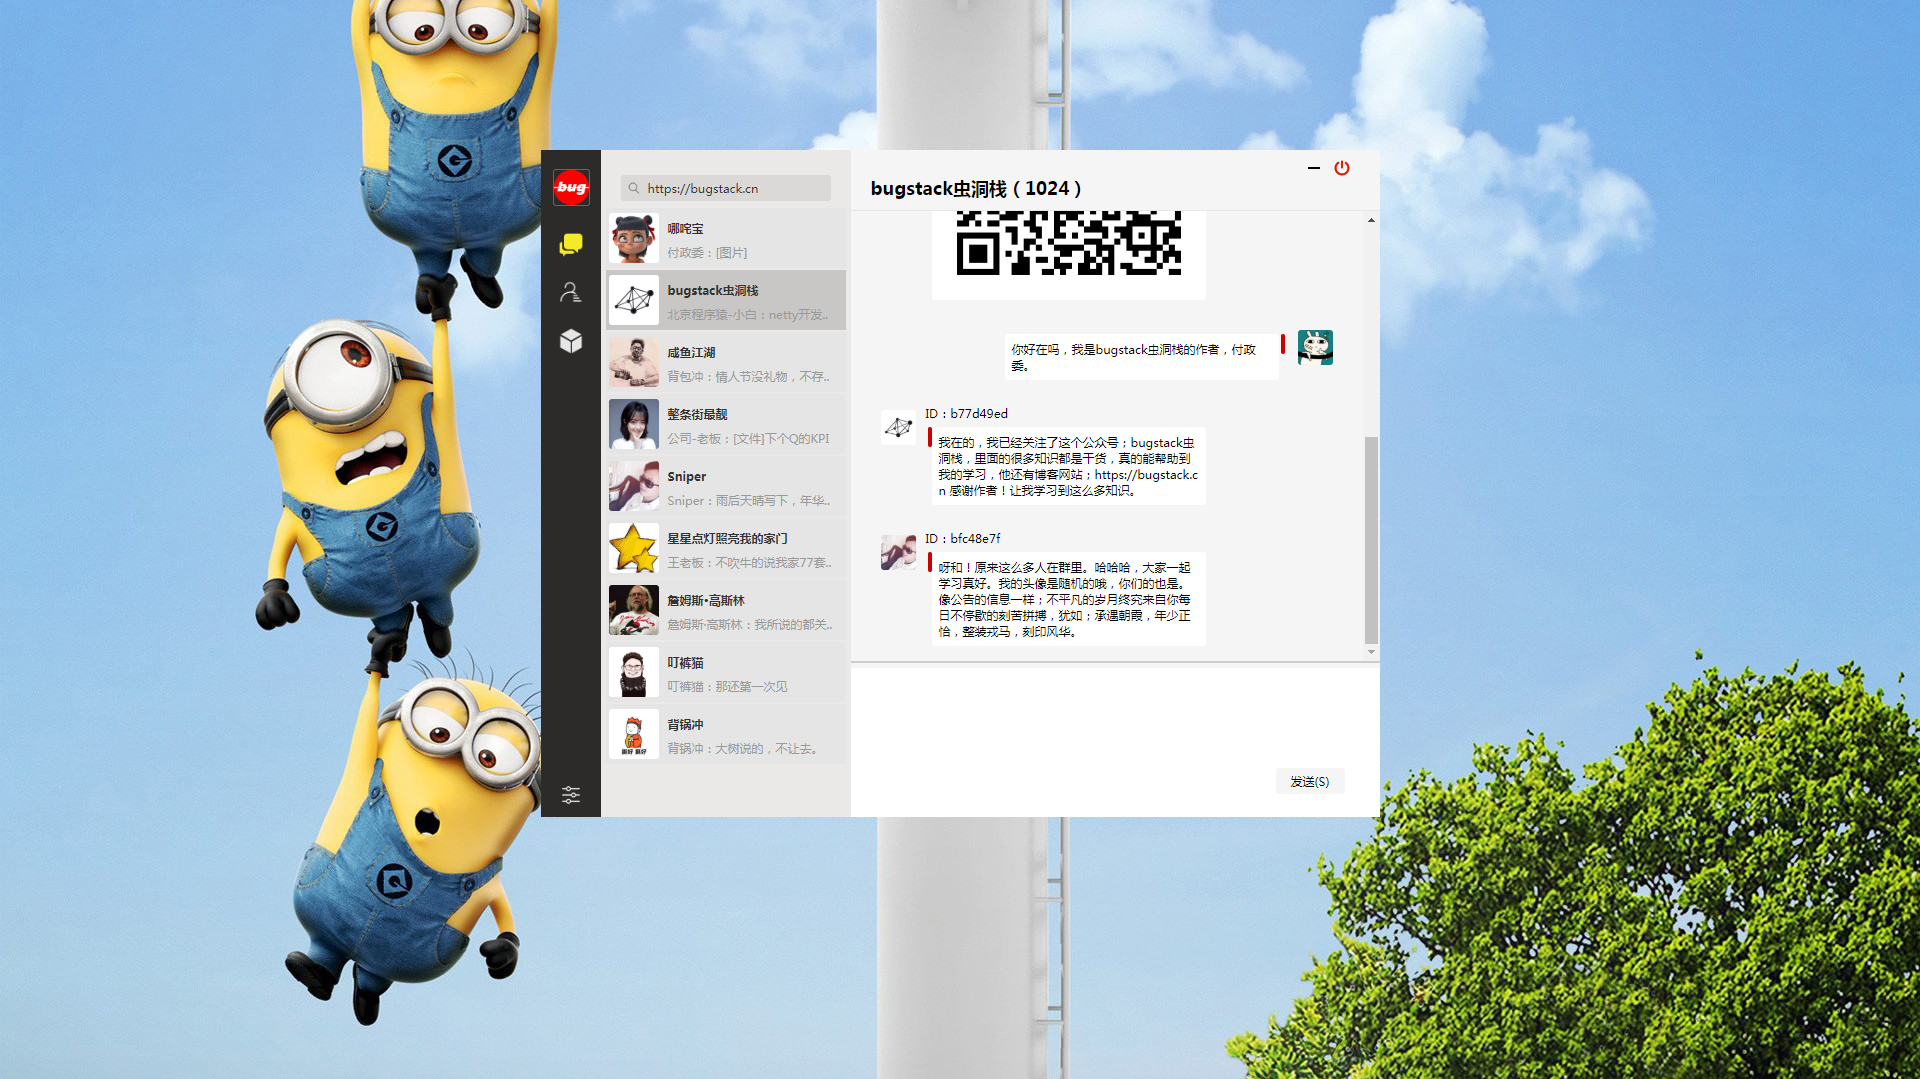 bug
https://bugstack.cn
哪咤宝
付政委：[图片]
bugstack虫洞栈
北京程序猿-小白：netty开发..
咸鱼江湖
背包冲：情人节没礼物，不存..
整条街最靓
公司-老板：[文件]下个Q的KPI
Sniper
Sniper：雨后天晴写下，年华..
星星点灯照亮我的家门
王老板：不吹牛的说我家77套..
詹姆斯•高斯林
詹姆斯·高斯林：我所说的都关..
叮裤猫
叮裤猫：那还第一次见
背锅冲
背锅冲：大树说的，不让去。
bugstack虫洞栈（1024）
你好在吗，我是bugstack虫洞栈的作者，付政
委。
ID：b77d49ed
我在的，我已经关注了这个公众号；bugstack虫
洞栈，里面的很多知识都是干货，真的能帮助到
我的学习，他还有博客网站；https://bugstack.c
n 感谢作者！让我学习到这么多知识。
ID：bfc48e7f
呀和！原来这么多人在群里。哈哈哈，大家一起
学习真好。我的头像是随机的哦，你们的也是。
像公告的信息一样；不平凡的岁月终究来自你每
日不停歇的刻苦拼搏，犹如；承遇朝霞，年少正
恰，整装戎马，刻印风华。
发送(S)